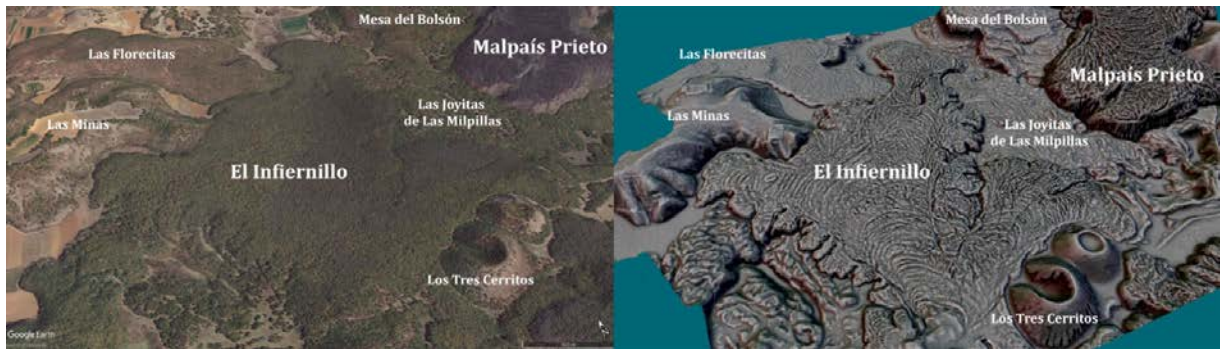 Mesa del Bolsón
Las Florecitas
Malpaís Prieto
Las Joyitas
de Las Milpillas
Las Minas
El Infiernillo
Los Tres Cerritos
Google Earth
Mesa del Bolsón
Las Florecitas
Malpaís Prieto
Las Minas
Las Joyitas
de Las Milpillas
El Infiernillo
Los Tres Cerritos